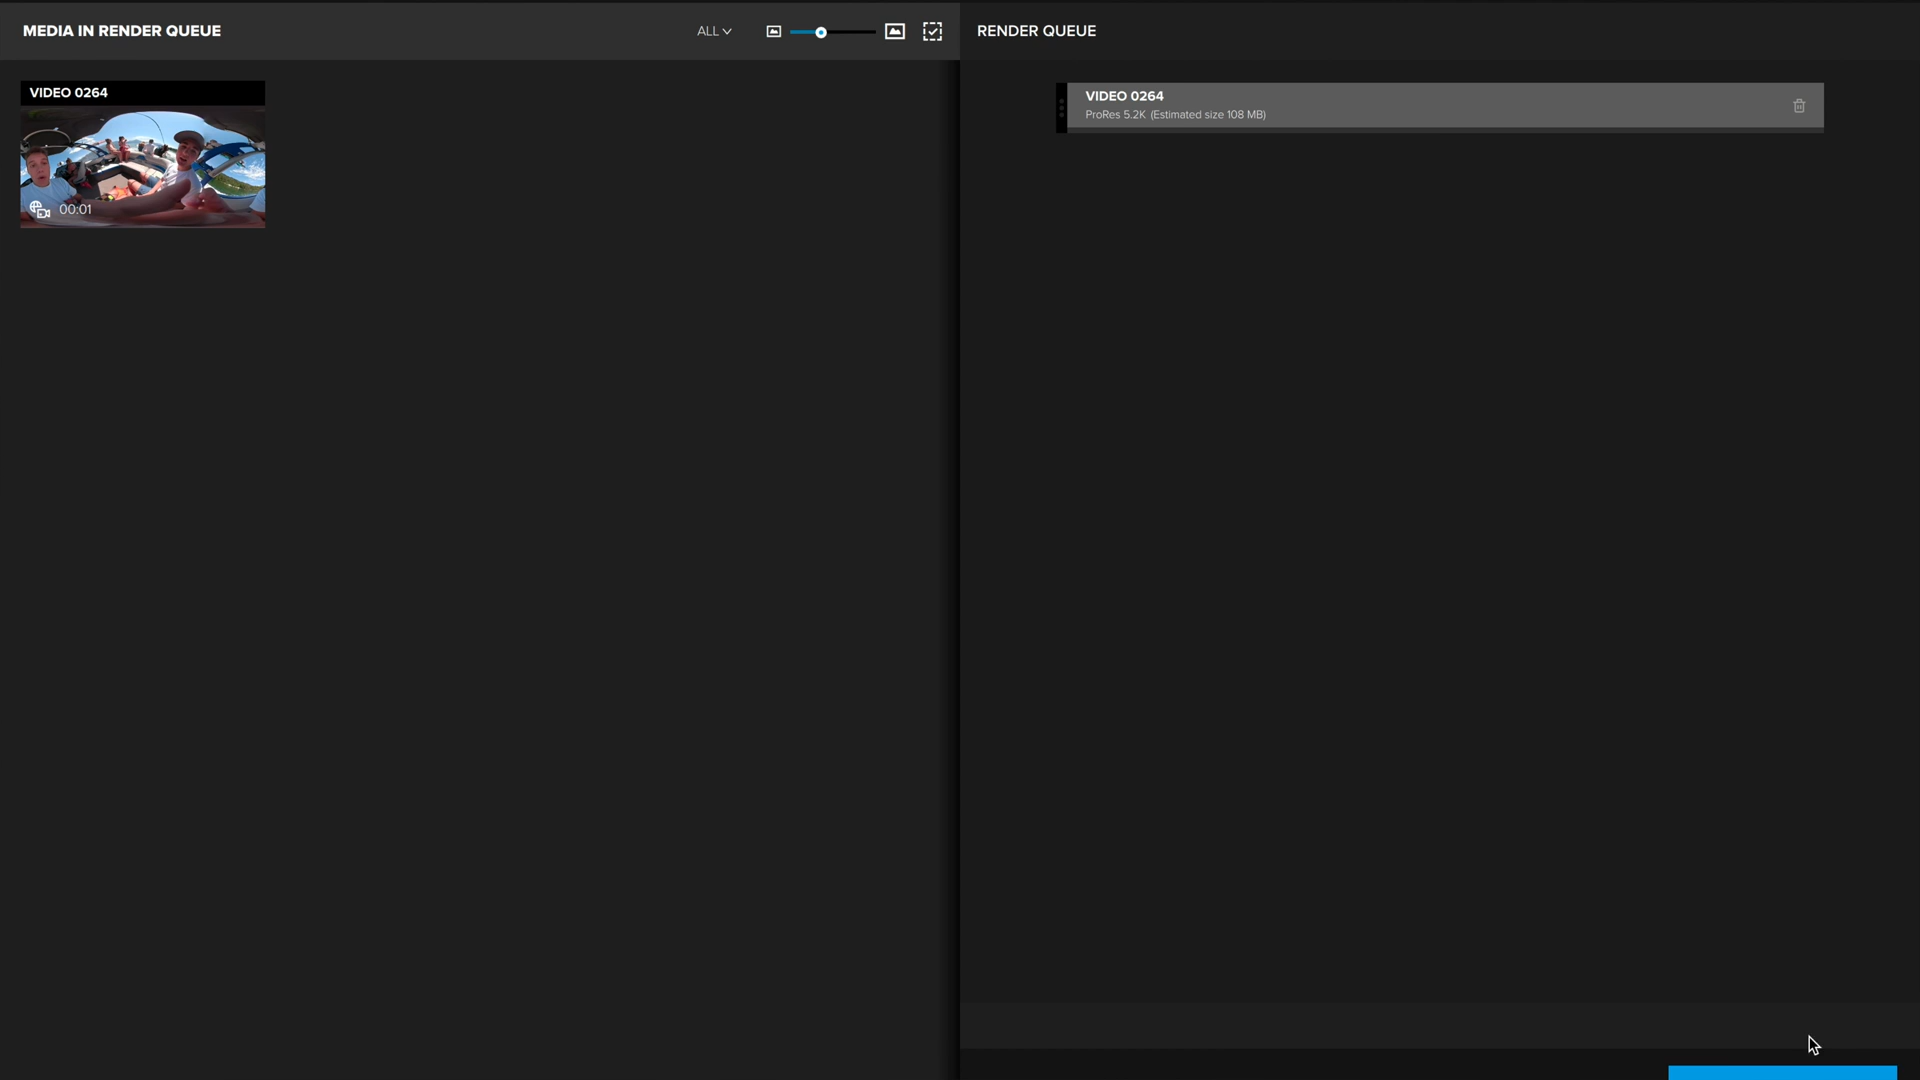 MEDIA IN RENDER QUEUE
ALL
VIDEO 0264
00:01
RENDER QUEUE
VIDEO 0264
ProRes 5.2K (Estimated size 108 MB)